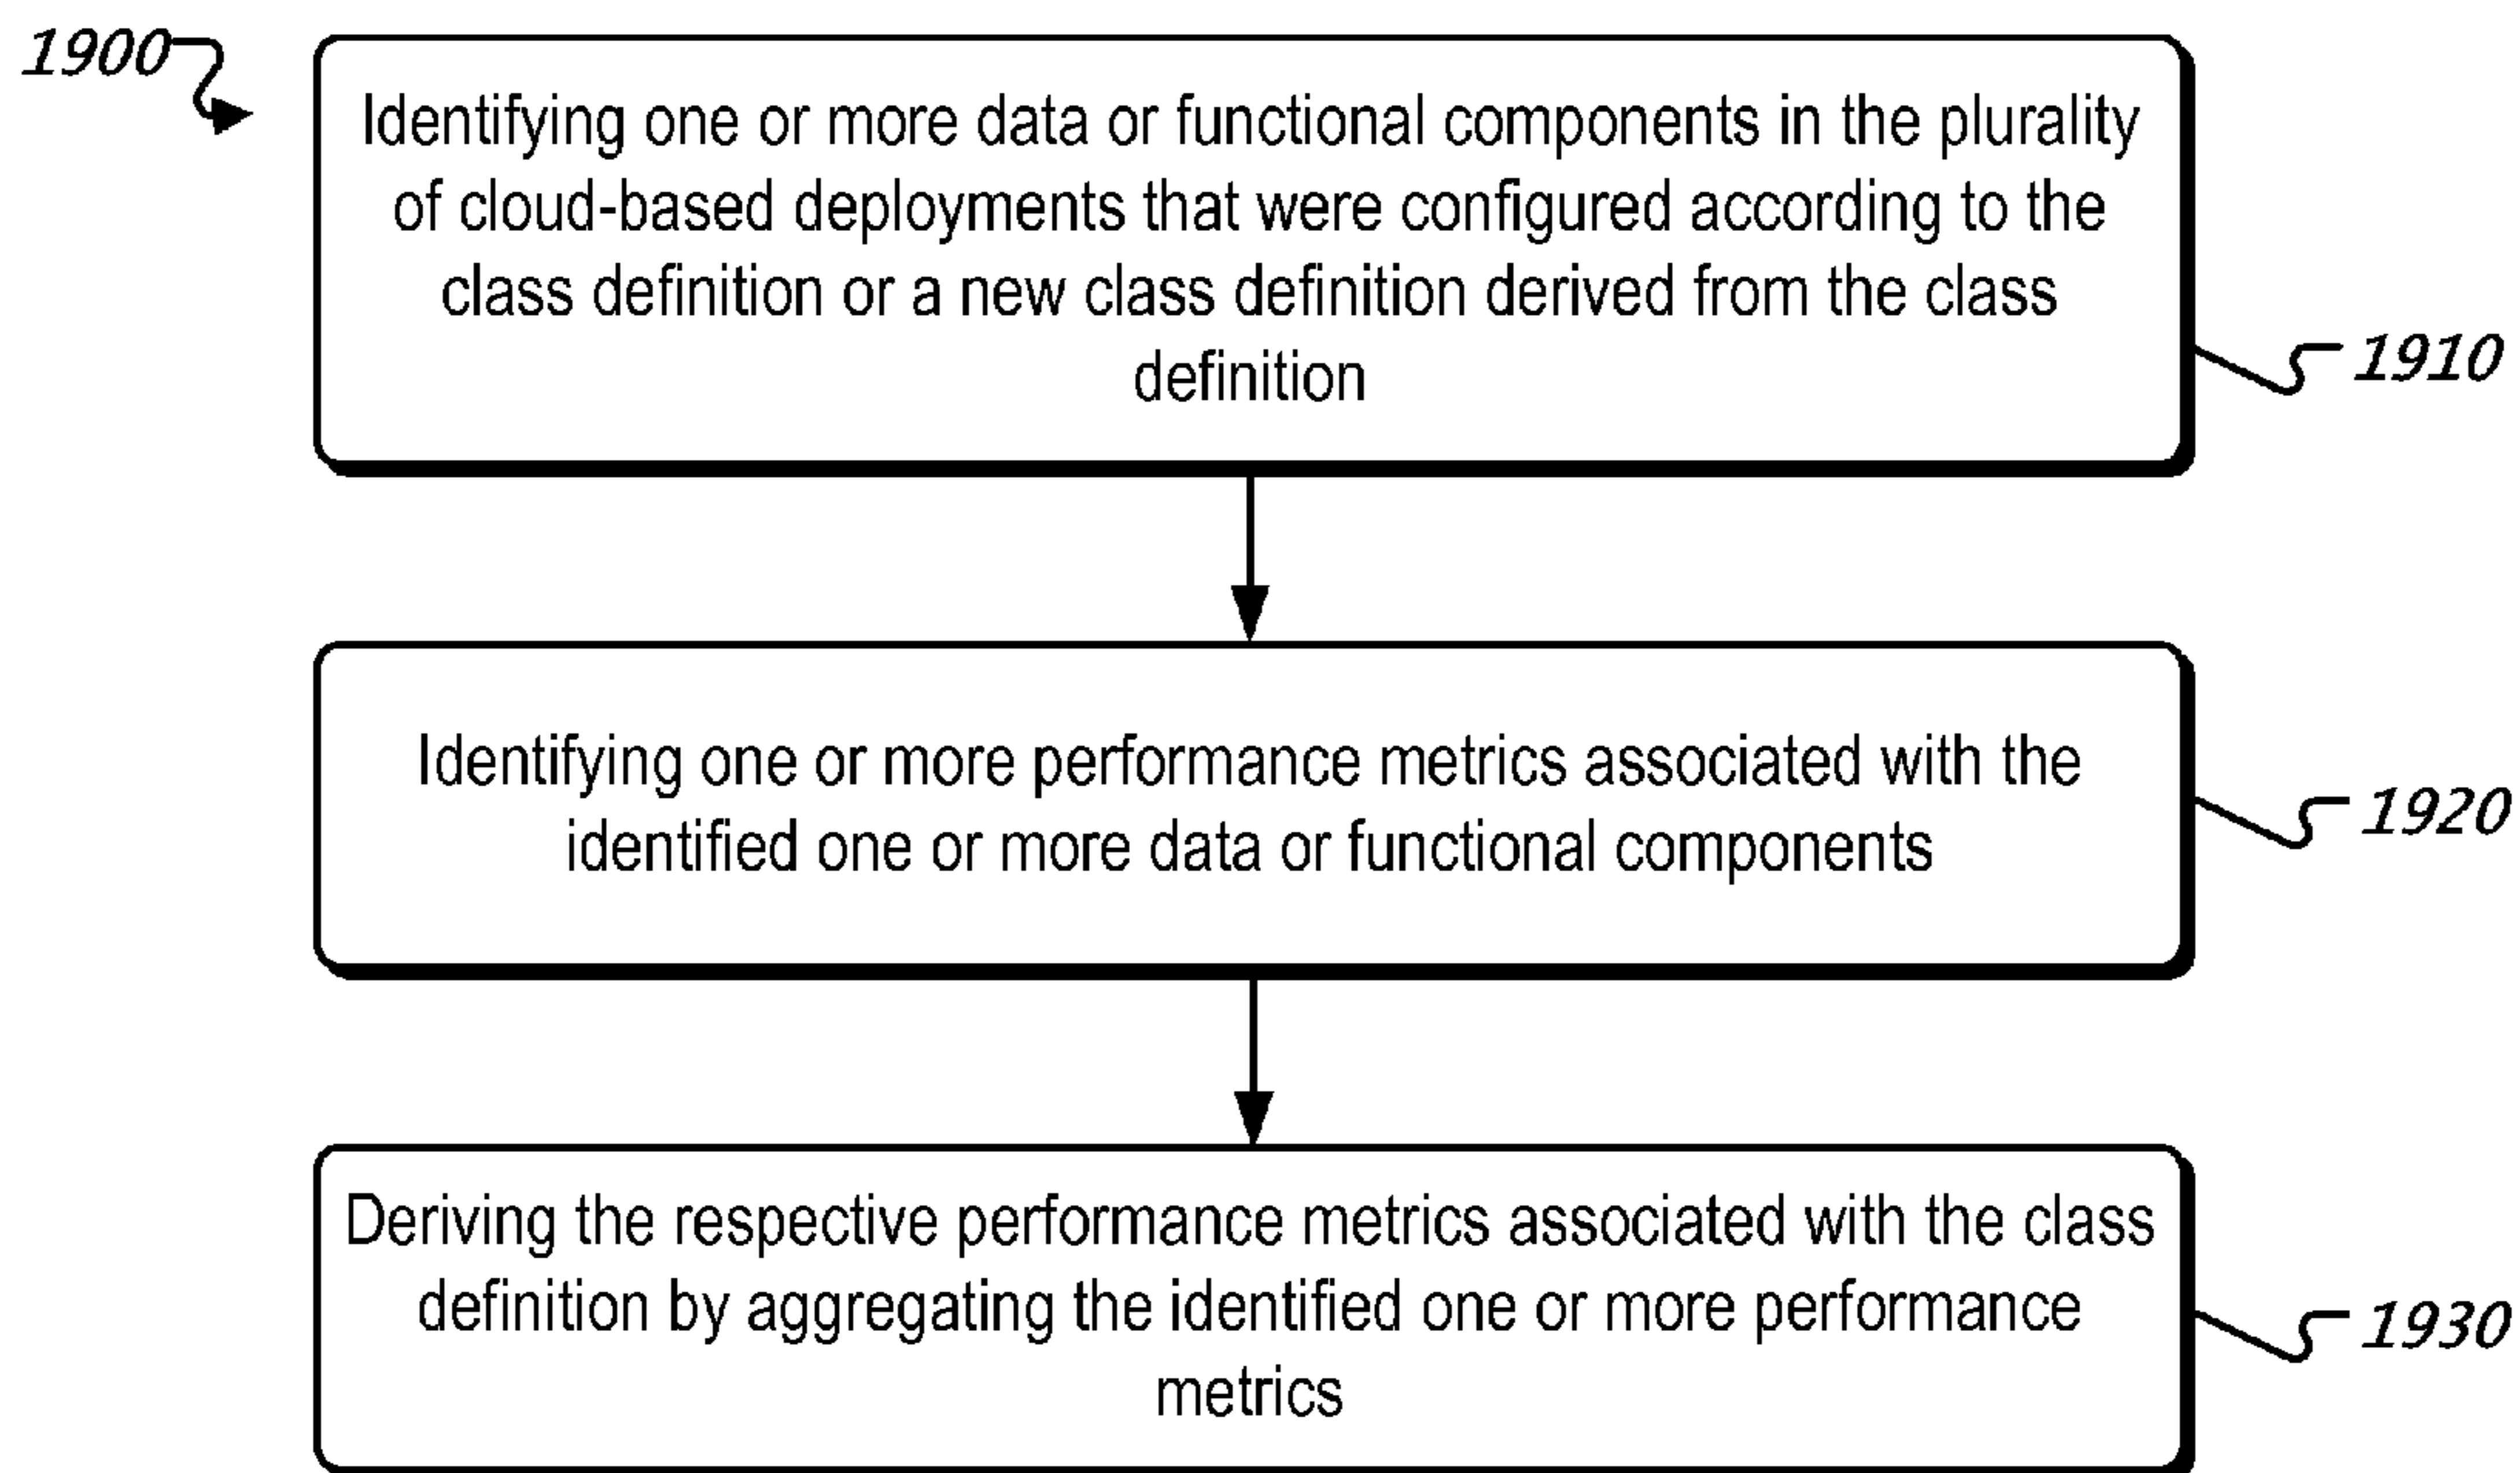 1900
Identifying one or more data or functional components in the plurality
of cloud-based deployments that were configured according to the
class definition or a new class definition derived from the class
definition
1910
Identifying one or more performance metrics associated with the
identified one or more data or functional components
1920
Deriving the respective performance metrics associated with the class
definition by aggregating the identified one or more performance
metrics
1930